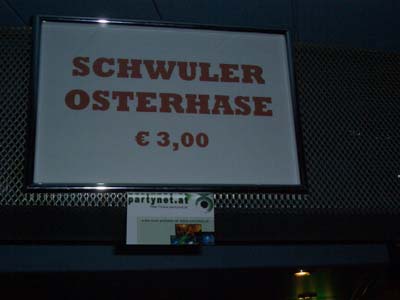 SCHWULER
OSTERHASE
€ 3,00
partynet.at